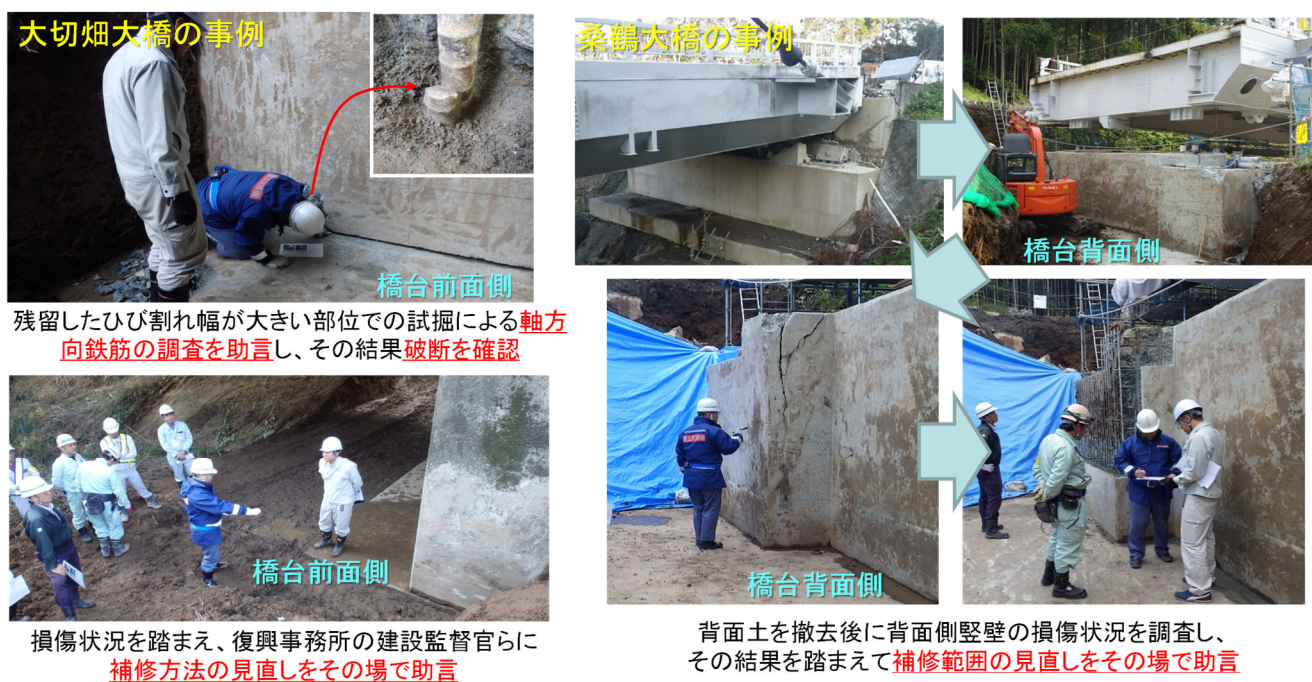 大切畑大橋の事例
橋台前面側
残留したひび割れ幅が大きい部位での試掘による軸方
向鉄筋の調査を助言し、その結果破断を確認
橋台前面側
損傷状況を踏まえ、復興事務所の建設監督官らに
補修方法の見直しをその場で助言
桑鶴大橋の事例
橋台背面側
橋台背面側
背面土を撤去後に背面側竪壁の損傷状況を調査し、
その結果を踏まえて補修範囲の見直しをその場で助言